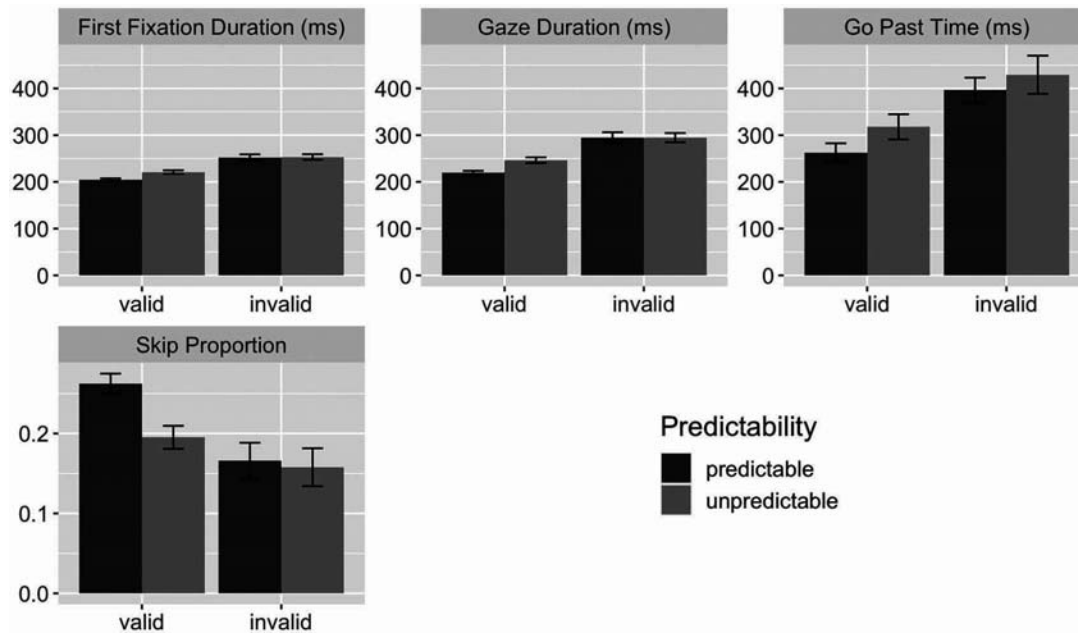 First Fixation Duration (ms)
Gaze Duration (ms)
Go Past Time (ms)
400
300
200
100
0
valid
invalid
400
300
200
100
0
valid
invalid
400
300
200
100
0
valid
invalid
Skip Proportion
0.2
0.1
0.0
valid
invalid
Predictability
predictable
unpredictable